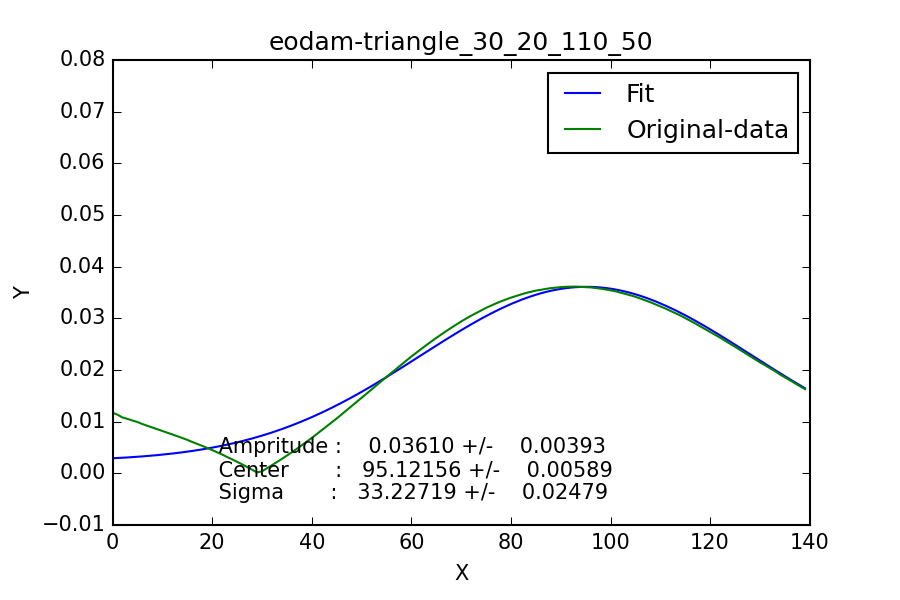 eodam-triangle_30_20_110_50
Fit
Original-data
0.08
0.07
0.06
0.05
0.04
0.03
0.02
0.01
0.00
−0.01
Y
Ampritude : 0.03610 +/- 0.00393
Center : 95.12156 +/- 0.00589
Sigma : 33.22719 +/- 0.02479
0 20 40 60 80 100 120 140
X